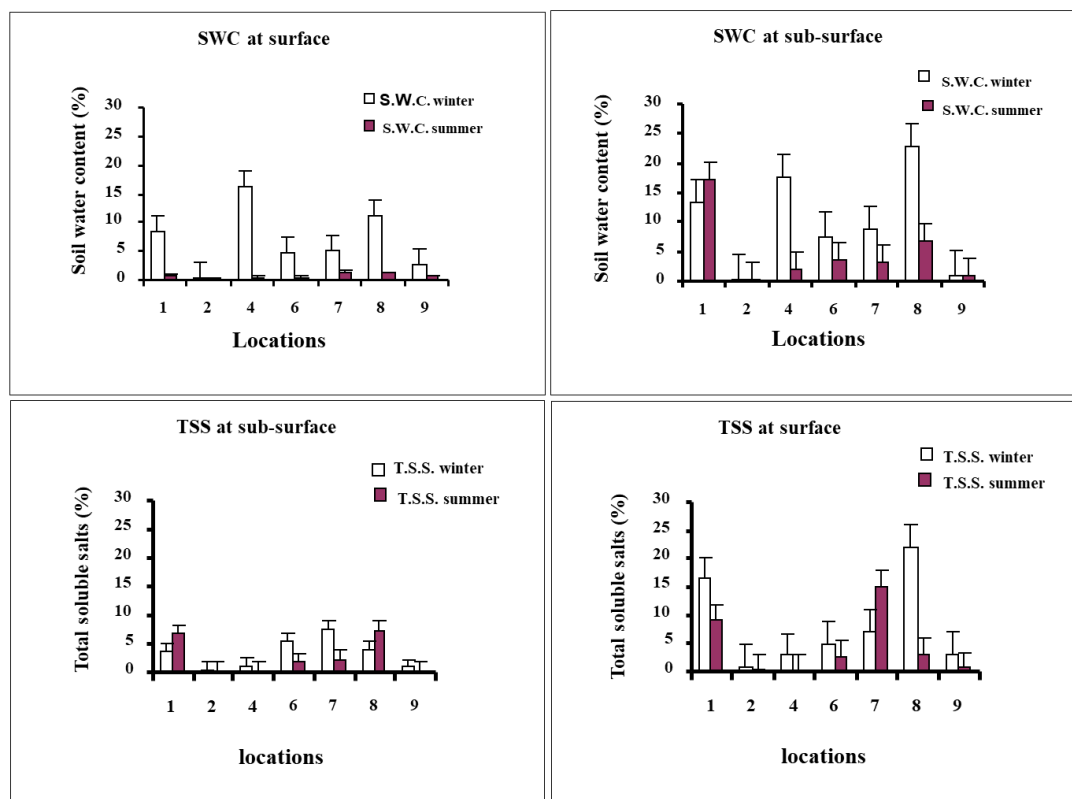 SWC at surface
S.W.C. winter
S.W.C. summer
Soil water content (%)
30
25
20
15
10
5
0
1 2 4 6 7 8 9
Locations
SWC at sub-surface
S.W.C. winter
S.W.C. summer
Soil water content (%)
30
25
20
15
10
5
0
1 2 4 6 7 8 9
Locations
TSS at sub-surface
T.S.S. winter
T.S.S. summer
Total soluble salts (%)
30
25
20
15
10
5
0
1 2 4 6 7 8 9
locations
TSS at surface
T.S.S. winter
T.S.S. summer
Total soluble salts (%)
30
25
20
15
10
5
0
1 2 4 6 7 8 9
locations